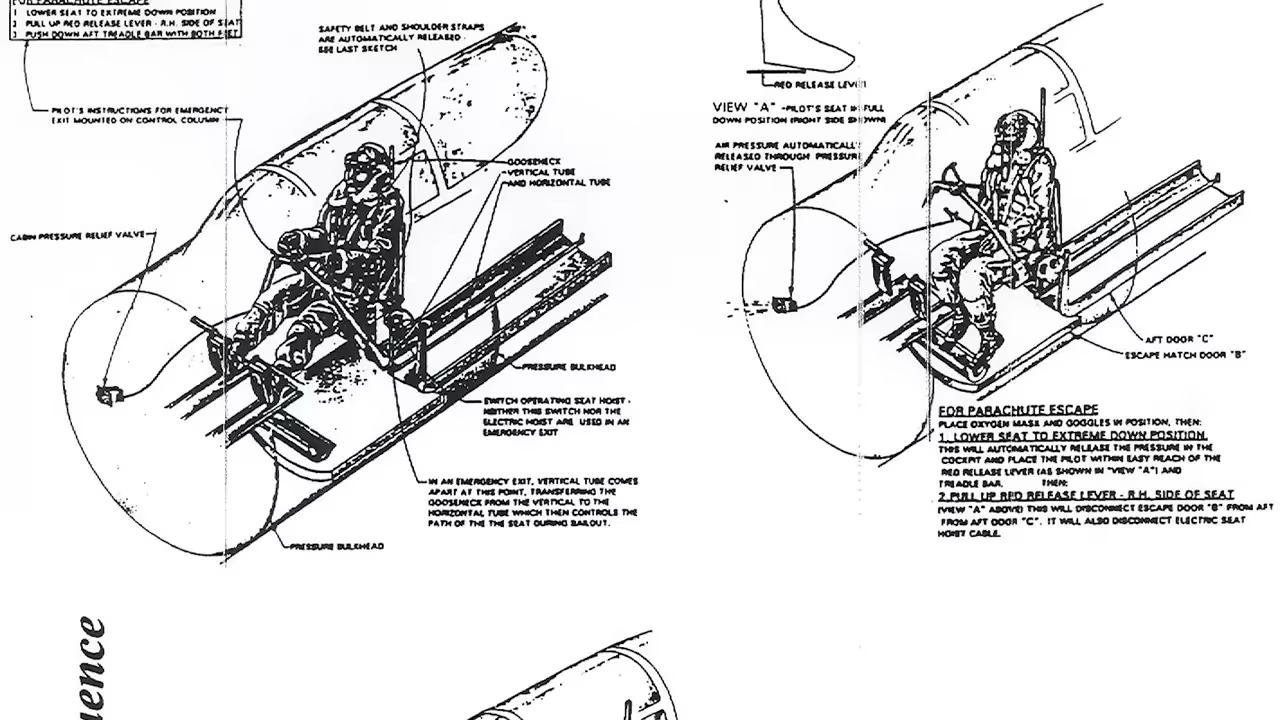 FOR PARACHUTE ESCAPE
1 LOWER SEAT TO EXTREME DOWN POSITION
2 PULL UP RED RELEASE LEVER - R.H. SIDE OF SEAT
3 PUSH DOWN AFT TREADLE BAR WITH BOTH FEET
SAFETY BELT AND SHOULDER STRAPS
ARE AUTOMATICALLY RELEASED
SEE LAST SKETCH
PILOT'S INSTRUCTIONS FOR EMERGENCY
EXIT MOUNTED ON CONTROL COLUMN
GOOSENECK
VERTICAL TUBE
AND HORIZONTAL TUBE
CABIN PRESSURE RELIEF VALVE
PRESSURE BULKHEAD
SWITCH OPERATING SEAT HOIST -
NEITHER THIS SWITCH NOR THE
ELECTRIC HOIST ARE USED IN AN
EMERGENCY EXIT
IN AN EMERGENCY EXIT, VERTICAL TUBE COMES
APART AT THIS POINT, TRANSFERRING THE
GOOSENECK FROM THE VERTICAL TO THE
HORIZONTAL TUBE WHICH THEN CONTROLS THE
PATH OF THE THE SEAT DURING BAILOUT.
PRESSURE BULKHEAD
RED RELEASE LEVER
VIEW "A" -PILOT'S SEAT IN FULL
DOWN POSITION (RIGHT SIDE SHOWN)
AIR PRESSURE AUTOMATICALLY
RELEASED THROUGH PRESSURE
RELIEF VALVE
AFT DOOR "C"
ESCAPE HATCH DOOR "B"
FOR PARACHUTE ESCAPE
PLACE OXYGEN MASK AND GOGGLES IN POSITION, THEN:
1. LOWER SEAT TO EXTREME DOWN POSITION.
THIS WILL AUTOMATICALLY RELEASE THE PRESSURE IN THE
COCKPIT AND PLACE THE PILOT WITHIN EASY REACH OF THE
RED RELEASE LEVER (AS SHOWN IN "VIEW "A") AND
TREADLE BAR. THEN:
2.PULL UP RED RELEASE LEVER - R.H. SIDE OF SEAT
(VIEW "A" ABOVE) THIS WILL DISCONNECT ESCAPE DOOR "B" FROM AFT
FROM AFT DOOR "C". IT WILL ALSO DISCONNECT ELECTRIC SEAT
HOIST CABLE.
uence